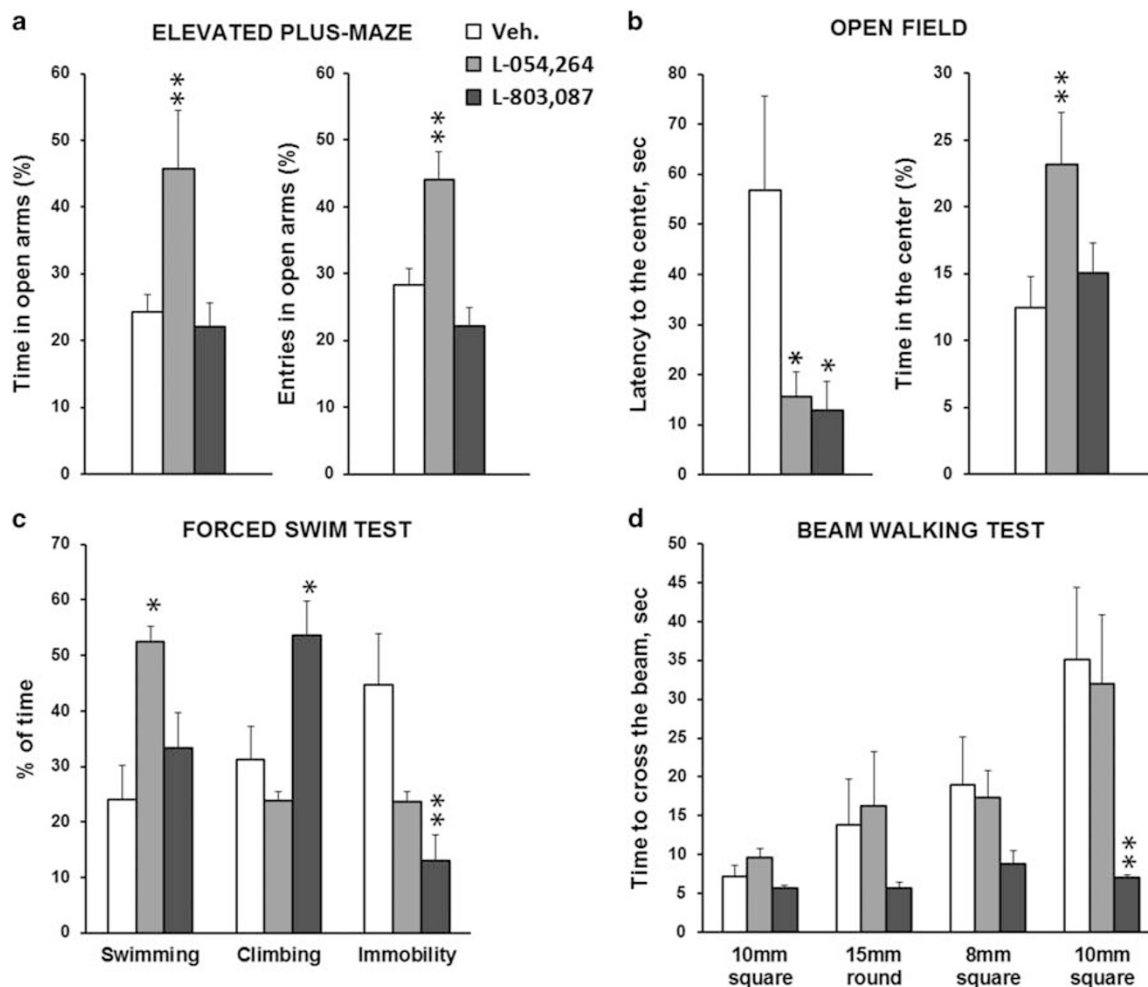 a
ELEVATED PLUS-MAZE
Veh.
L-054,264
L-803,087
Time in open arms (%)
60
50
40
30
20
10
0
**
Entries in open arms (%)
60
50
40
30
20
10
0
**
b
OPEN FIELD
Latency to the center, sec
80
70
60
50
40
30
20
10
0
* *
Time in the center (%)
30
25
20
15
10
5
0
**
c
FORCED SWIM TEST
% of time
70
60
50
40
30
20
10
0
* * **
Swimming Climbing Immobility
d
BEAM WALKING TEST
Time to cross the beam, sec
50
45
40
35
30
25
20
15
10
5
0
**
10mm 15mm 8mm 10mm
square round square square